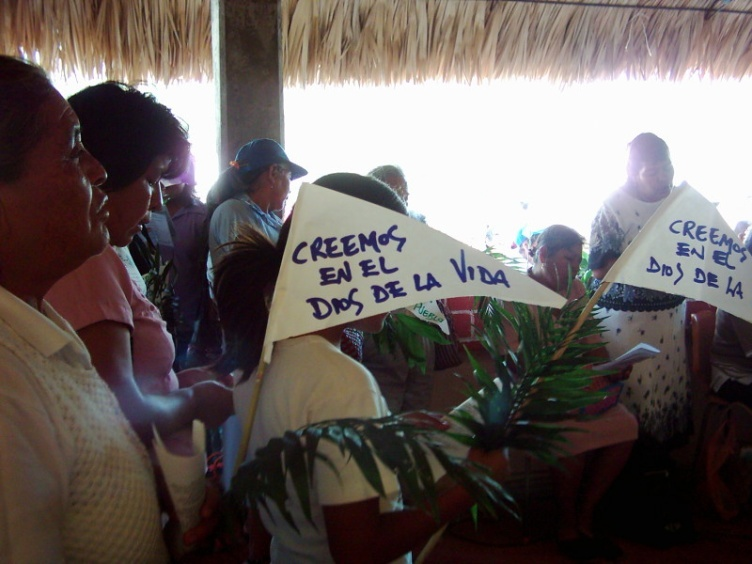 CREEMOS
EN EL
DIOS DE LA VIDA
CREEMOS
EN EL
DIOS DE LA